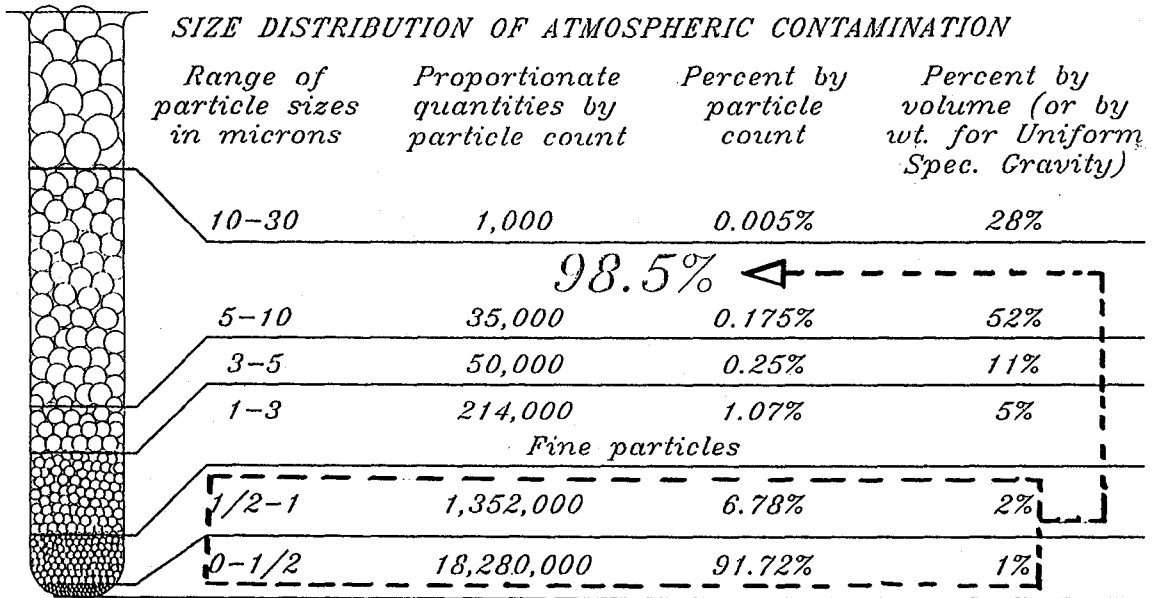 SIZE DISTRIBUTION OF ATMOSPHERIC CONTAMINATION
Range of particle sizes in microns Proportionate quantities by particle count Percent by particle count Percent by volume (or by wt. for Uniform Spec. Gravity)
10-30 1,000 0.005% 28%
98.5%
5-10 35,000 0.175% 52%
3-5 50,000 0.25% 11%
1-3 214,000 1.07% 5%
Fine particles
1/2-1 1,352,000 6.78% 2%
0-1/2 18,280,000 91.72% 1%